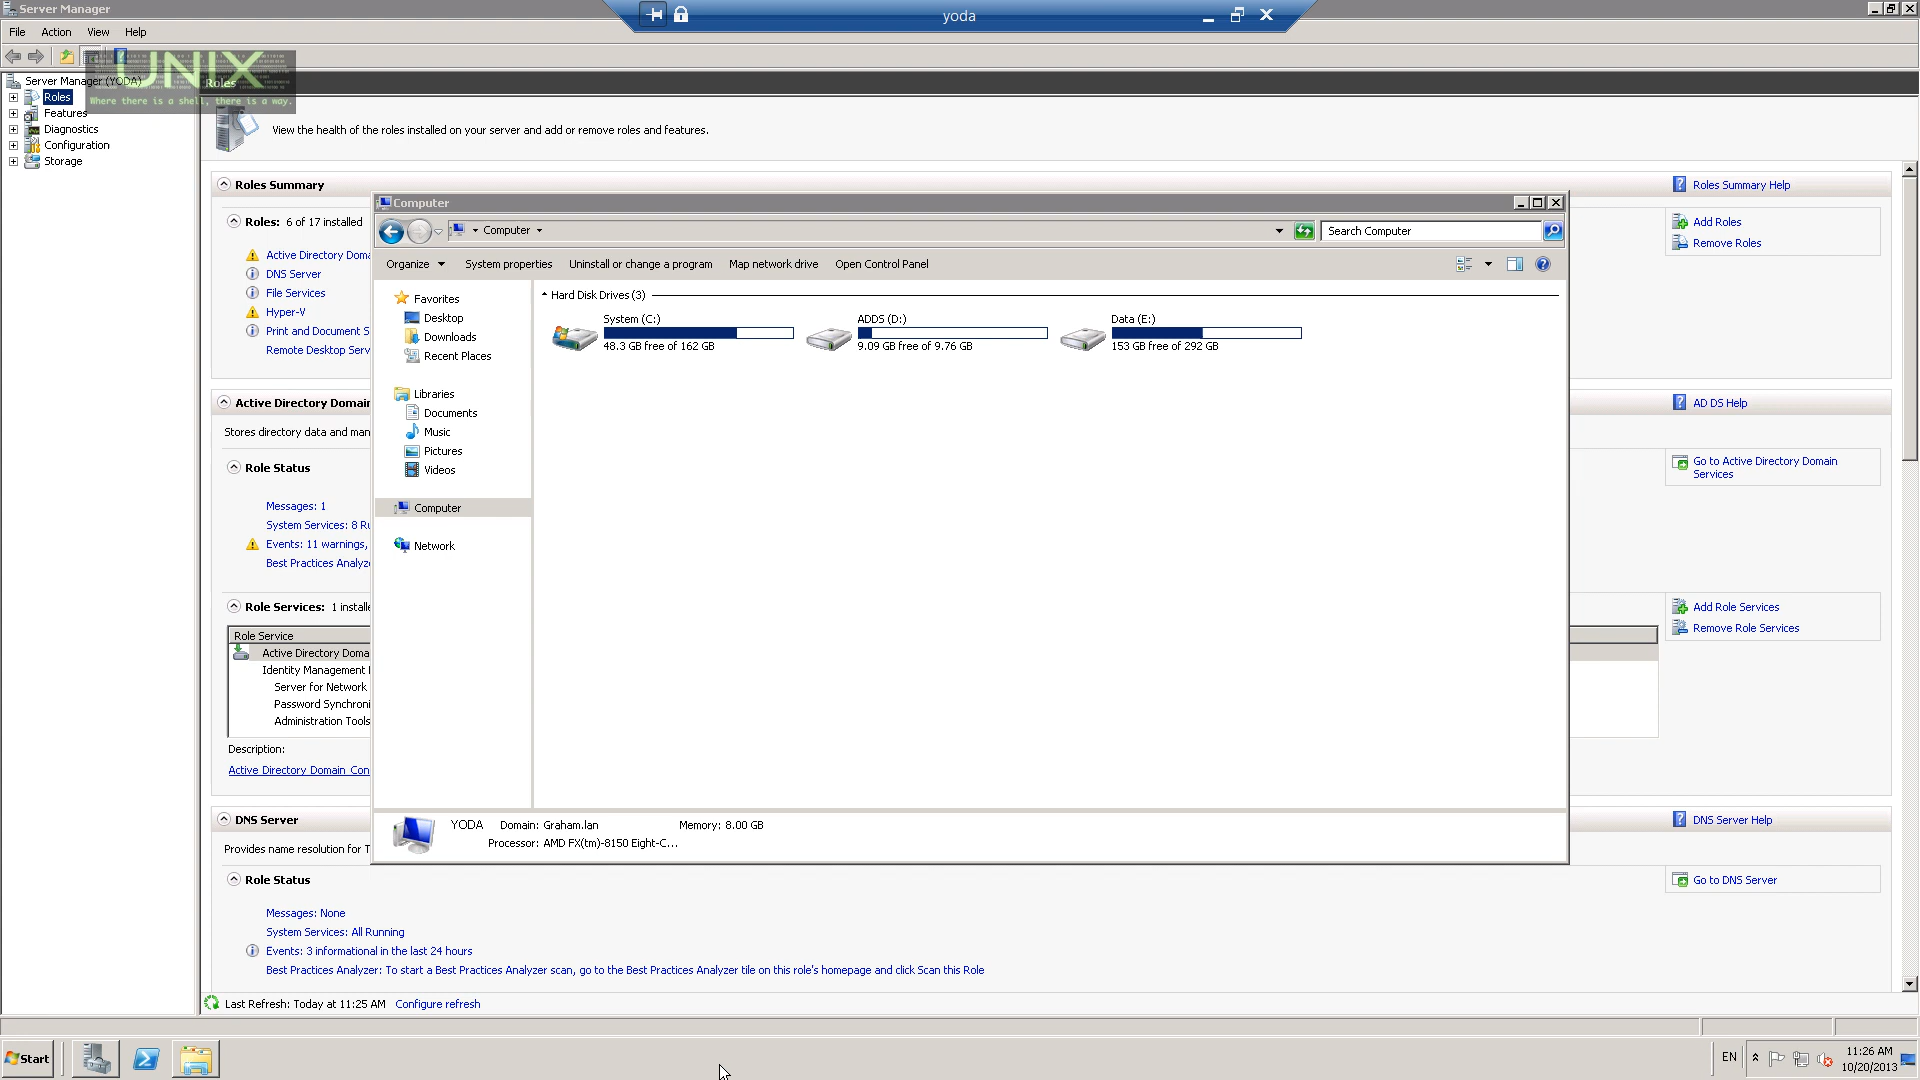 Server Manager
yoda
File Action View Help
UNIX
Where there is a shell, there is a way.
Server Manager (YODA)
Roles
Features
Diagnostics
Configuration
Storage
Roles
View the health of the roles installed on your server and add or remove roles and features.
Roles Summary
Roles Summary Help
Roles: 6 of 17 installed
Add Roles
Remove Roles
Active Directory Doma
DNS Server
File Services
Hyper-V
Print and Document S
Remote Desktop Serv
Computer
Computer
Search Computer
Organize System properties Uninstall or change a program Map network drive Open Control Panel
Favorites
Desktop
Downloads
Recent Places
Libraries
Documents
Music
Pictures
Videos
Computer
Network
Hard Disk Drives (3)
System (C:)
48.3 GB free of 162 GB
ADDS (D:)
9.09 GB free of 9.76 GB
Data (E:)
153 GB free of 292 GB
YODA Domain: Graham.lan Memory: 8.00 GB
Processor: AMD FX(tm)-8150 Eight-C...
Active Directory Domain
AD DS Help
Stores directory data and man
Role Status
Go to Active Directory Domain
Services
Messages: 1
System Services: 8 Ru
Events: 11 warnings,
Best Practices Analyze
Role Services: 1 installe
Add Role Services
Remove Role Services
Role Service
Active Directory Doma
Identity Management
Server for Network
Password Synchroni
Administration Tools
Description:
Active Directory Domain Con
DNS Server
DNS Server Help
Provides name resolution for T
Role Status
Go to DNS Server
Messages: None
System Services: All Running
Events: 3 informational in the last 24 hours
Best Practices Analyzer: To start a Best Practices Analyzer scan, go to the Best Practices Analyzer tile on this role's homepage and click Scan this Role
Last Refresh: Today at 11:25 AM Configure refresh
Start
EN
11:26 AM
10/20/2013